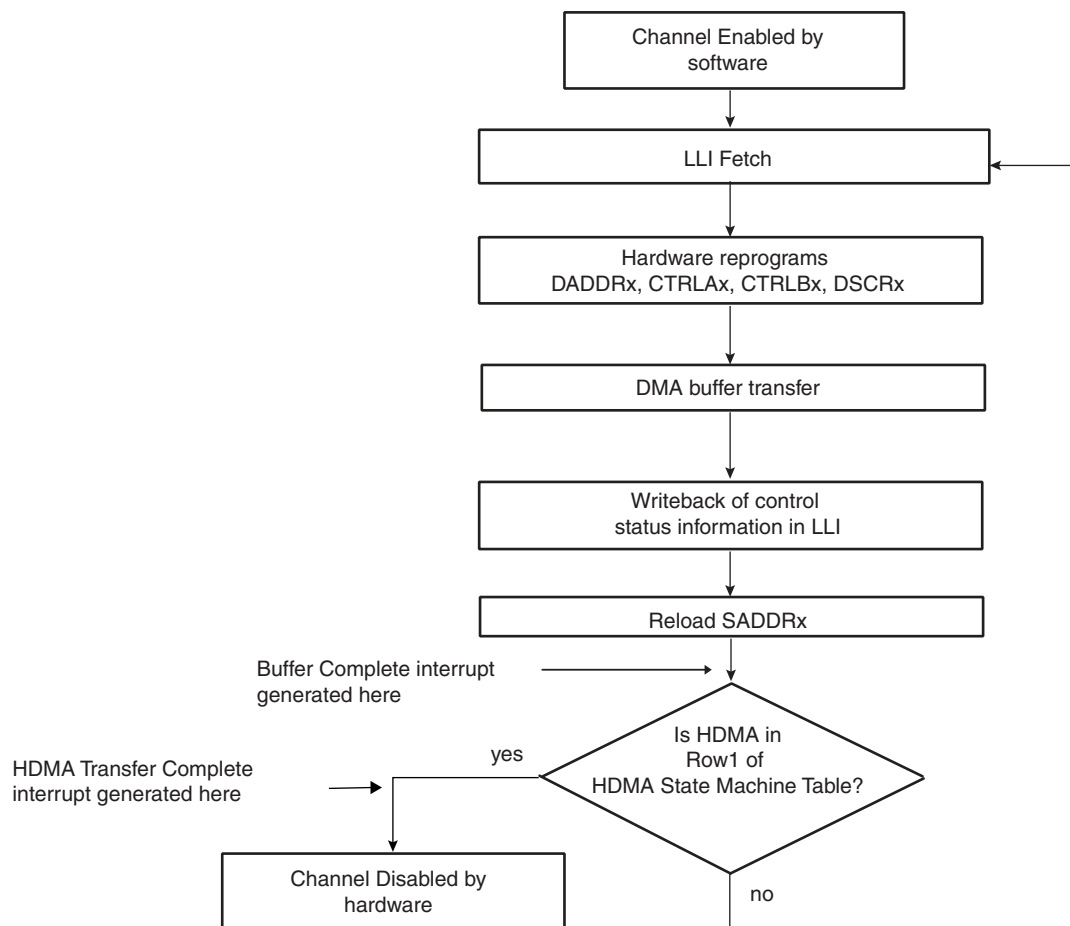 Channel Enabled by
software
LLI Fetch
Hardware reprograms
DADDRx, CTRLAx, CTRLBx, DSCRx
DMA buffer transfer
Writeback of control
status information in LLI
Reload SADDRx
Buffer Complete interrupt
generated here
Is HDMA in
Row1 of
HDMA State Machine Table?
yes
HDMA Transfer Complete
interrupt generated here
Channel Disabled by
hardware
no